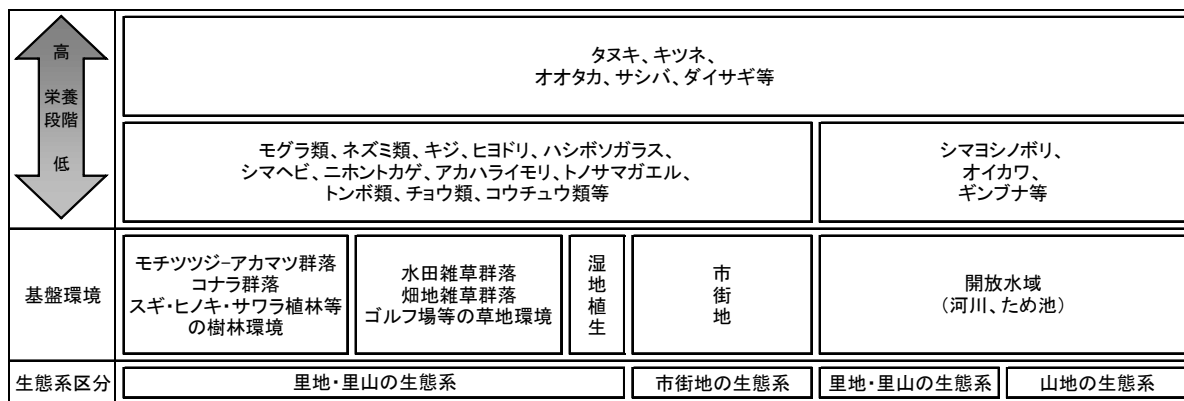 高
栄養
段階
低
タヌキ、キツネ、
オオタカ、サシバ、ダイサギ等
モグラ類、ネズミ類、キジ、ヒヨドリ、ハシボソガラス、
シマヘビ、ニホントカゲ、アカハライモリ、トノサマガエル、
トンボ類、チョウ類、コウチュウ類等
シマヨシノボリ、
オイカワ、
ギンブナ等
基盤環境
モチツツジ−アカマツ群落
コナラ群落
スギ・ヒノキ・サワラ植林等
の樹林環境
水田雑草群落
畑地雑草群落
ゴルフ場等の草地環境
湿地植生
市街地
開放水域
（河川、ため池）
生態系区分
里地・里山の生態系
市街地の生態系
里地・里山の生態系
山地の生態系